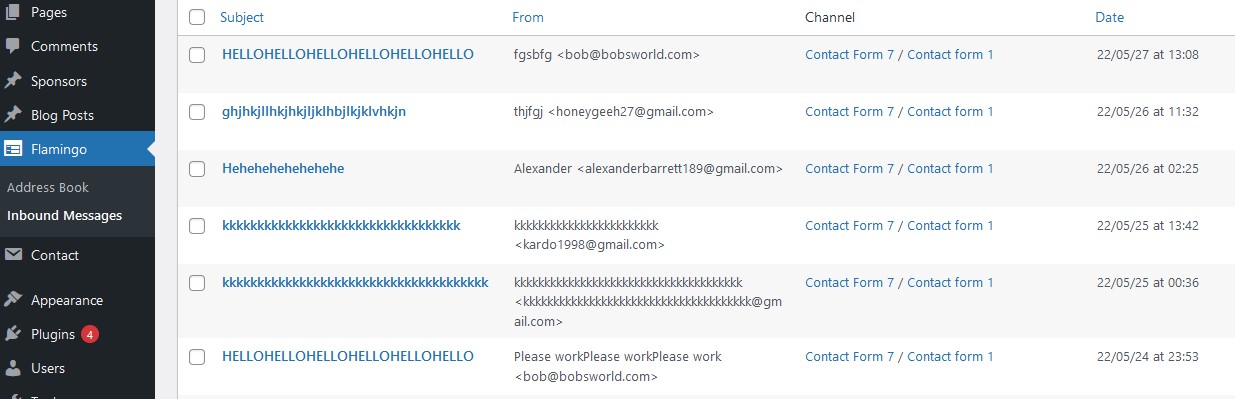 Pages
Comments
Sponsors
Blog Posts
Flamingo
Address Book
Inbound Messages
Contact
Appearance
Plugins 4
Users
Subject From Channel Date
HELLOHELLOHELLOHELLOHELLOHELLO fgsbfg <bob@bobsworld.com> Contact Form 7 / Contact form 1 22/05/27 at 13:08
ghjhkjllhkjhkjljklhbjlkjklvhkjn thjfgj <honeygeeh27@gmail.com> Contact Form 7 / Contact form 1 22/05/26 at 11:32
Hehehehehehehehe Alexander <alexanderbarrett189@gmail.com> Contact Form 7 / Contact form 1 22/05/26 at 02:25
kkkkkkkkkkkkkkkkkkkkkkkkkkkkkkkkkk kkkkkkkkkkkkkkkkkkkkkkkk Contact Form 7 / Contact form 1 22/05/25 at 13:42
<kardo1998@gmail.com>
kkkkkkkkkkkkkkkkkkkkkkkkkkkkkkkkkkkkkk kkkkkkkkkkkkkkkkkkkkkkkkkkkkkkkkkkkkkk Contact Form 7 / Contact form 1 22/05/25 at 00:36
<kkkkkkkkkkkkkkkkkkkkkkkkkkkkkkkkkkkkkk@gm
ail.com>
HELLOHELLOHELLOHELLOHELLOHELLO Please workPlease workPlease work Contact Form 7 / Contact form 1 22/05/24 at 23:53
<bob@bobsworld.com>